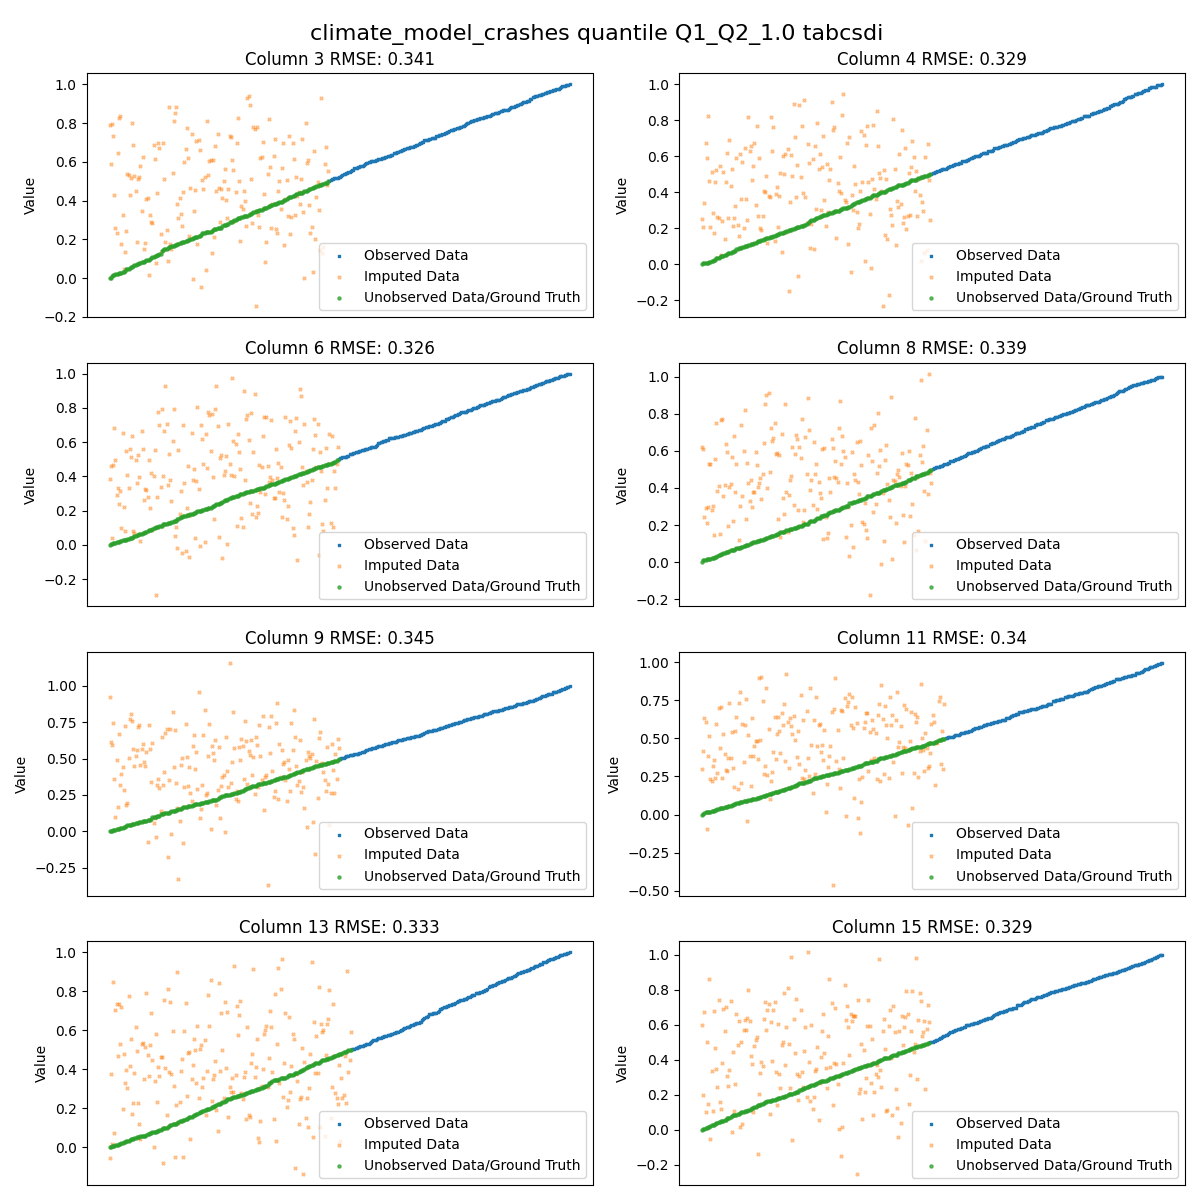 climate_model_crashes quantile Q1_Q2_1.0 tabcsdi
Column 3 RMSE: 0.341
1.0
0.8
0.6
0.4
0.2
0.0
−0.2
Value
Observed Data
Imputed Data
Unobserved Data/Ground Truth
Column 4 RMSE: 0.329
1.0
0.8
0.6
0.4
0.2
0.0
−0.2
Value
Observed Data
Imputed Data
Unobserved Data/Ground Truth
Column 6 RMSE: 0.326
1.0
0.8
0.6
0.4
0.2
0.0
−0.2
Value
Observed Data
Imputed Data
Unobserved Data/Ground Truth
Column 8 RMSE: 0.339
1.0
0.8
0.6
0.4
0.2
0.0
−0.2
Value
Observed Data
Imputed Data
Unobserved Data/Ground Truth
Column 9 RMSE: 0.345
1.00
0.75
0.50
0.25
0.00
−0.25
Value
Observed Data
Imputed Data
Unobserved Data/Ground Truth
Column 11 RMSE: 0.34
1.00
0.75
0.50
0.25
0.00
−0.25
−0.50
Value
Observed Data
Imputed Data
Unobserved Data/Ground Truth
Column 13 RMSE: 0.333
1.0
0.8
0.6
0.4
0.2
0.0
Value
Observed Data
Imputed Data
Unobserved Data/Ground Truth
Column 15 RMSE: 0.329
1.0
0.8
0.6
0.4
0.2
0.0
−0.2
Value
Observed Data
Imputed Data
Unobserved Data/Ground Truth